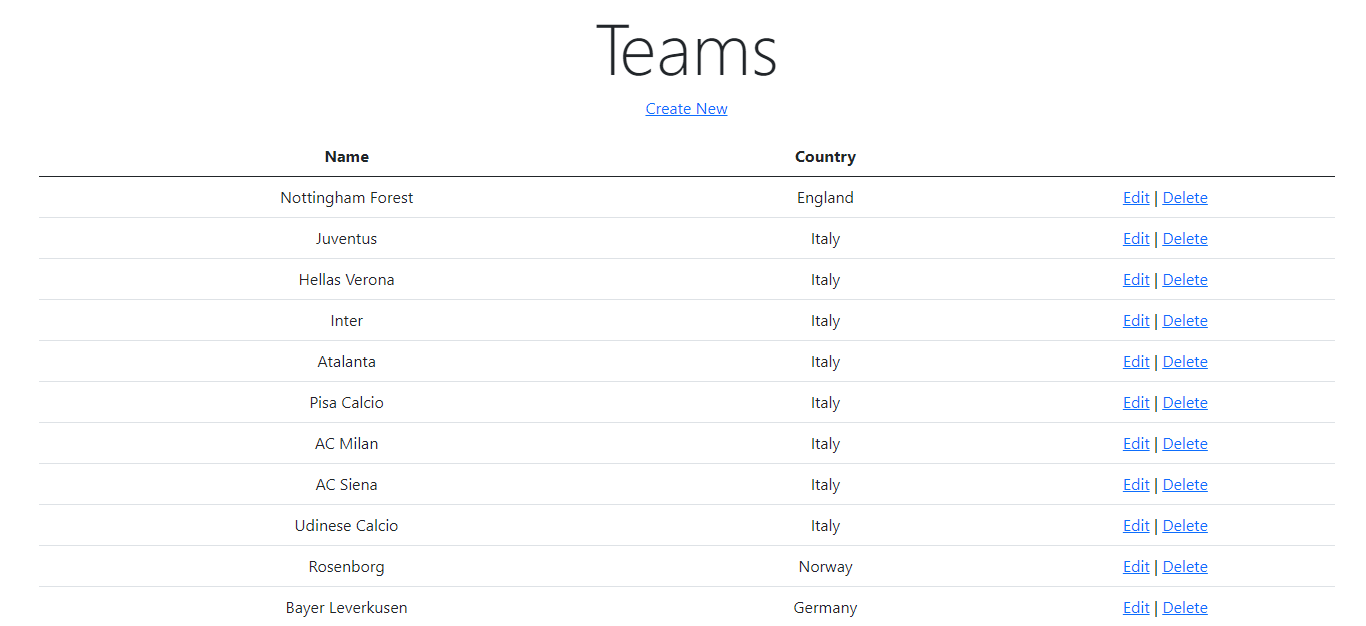 Teams
Create New
Name Country
Nottingham Forest England Edit | Delete
Juventus Italy Edit | Delete
Hellas Verona Italy Edit | Delete
Inter Italy Edit | Delete
Atalanta Italy Edit | Delete
Pisa Calcio Italy Edit | Delete
AC Milan Italy Edit | Delete
AC Siena Italy Edit | Delete
Udinese Calcio Italy Edit | Delete
Rosenborg Norway Edit | Delete
Bayer Leverkusen Germany Edit | Delete